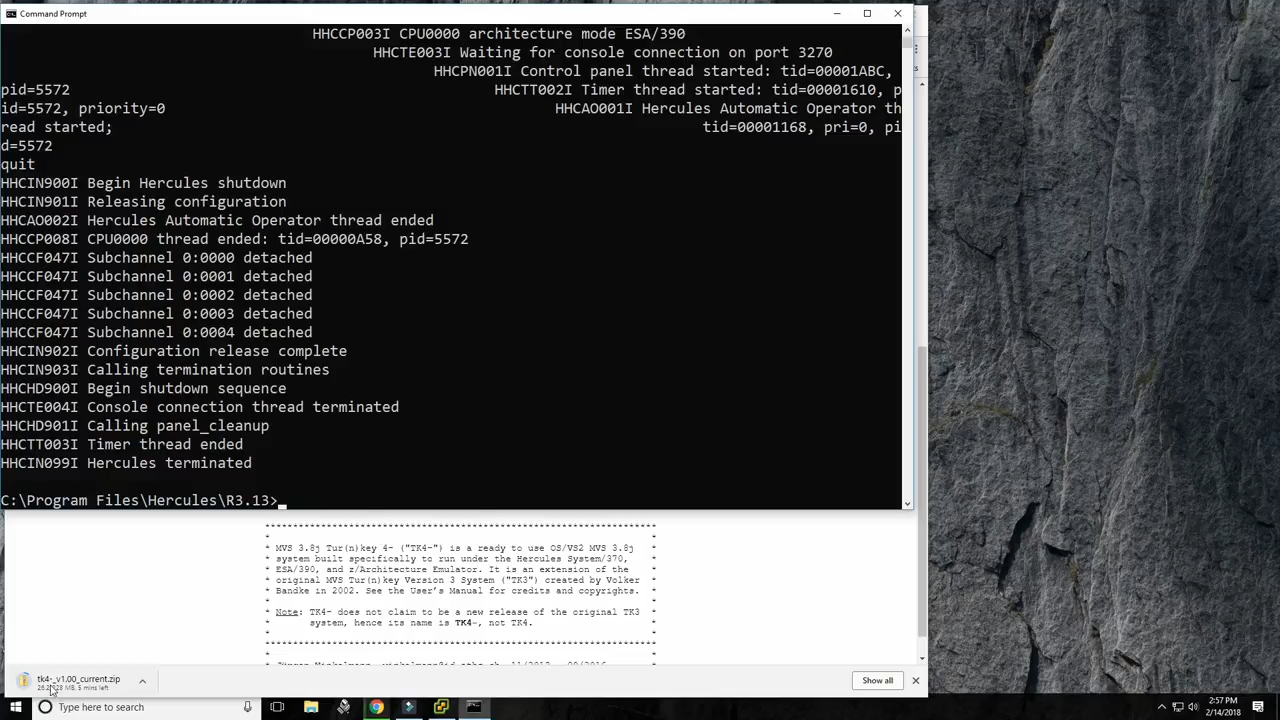 Command Prompt
HHCCP003I CPU0000 architecture mode ESA/390
HHCTE003I Waiting for console connection on port 3270
HHCPN001I Control panel thread started: tid=00001ABC,
pid=5572
HHCTT002I Timer thread started: tid=00001610, p
id=5572, priority=0
HHCAO001I Hercules Automatic Operator th
read started;
tid=00001168, pri=0, pi
d=5572
quit
HHCIN900I Begin Hercules shutdown
HHCIN901I Releasing configuration
HHCAO002I Hercules Automatic Operator thread ended
HHCCP008I CPU0000 thread ended: tid=00000A58, pid=5572
HHCCF047I Subchannel 0:0000 detached
HHCCF047I Subchannel 0:0001 detached
HHCCF047I Subchannel 0:0002 detached
HHCCF047I Subchannel 0:0003 detached
HHCCF047I Subchannel 0:0004 detached
HHCIN902I Configuration release complete
HHCIN903I Calling termination routines
HHCHD900I Begin shutdown sequence
HHCTE004I Console connection thread terminated
HHCHD901I Calling panel_cleanup
HHCTT003I Timer thread ended
HHCIN099I Hercules terminated
C:\Program Files\Hercules\R3.13>_
*
* MVS 3.8j Tur(n)key 4- ("TK4-") is a ready to use OS/VS2 MVS 3.8j *
* system built specifically to run under the Hercules System/370, *
* ESA/390, and z/Architecture Emulator. It is an extension of the *
* original MVS Tur(n)key Version 3 System ("TK3") created by Volker *
* Bandke in 2002. See the User's Manual for credits and copyrights. *
* *
* Note: TK4- does not claim to be a new release of the original TK3 *
* system, hence its name is TK4-, not TK4. *
* *
tk4-_v1.00_current.zip
MB, 5 mins left
Show all
Type here to search
2:57 PM
2/14/2018